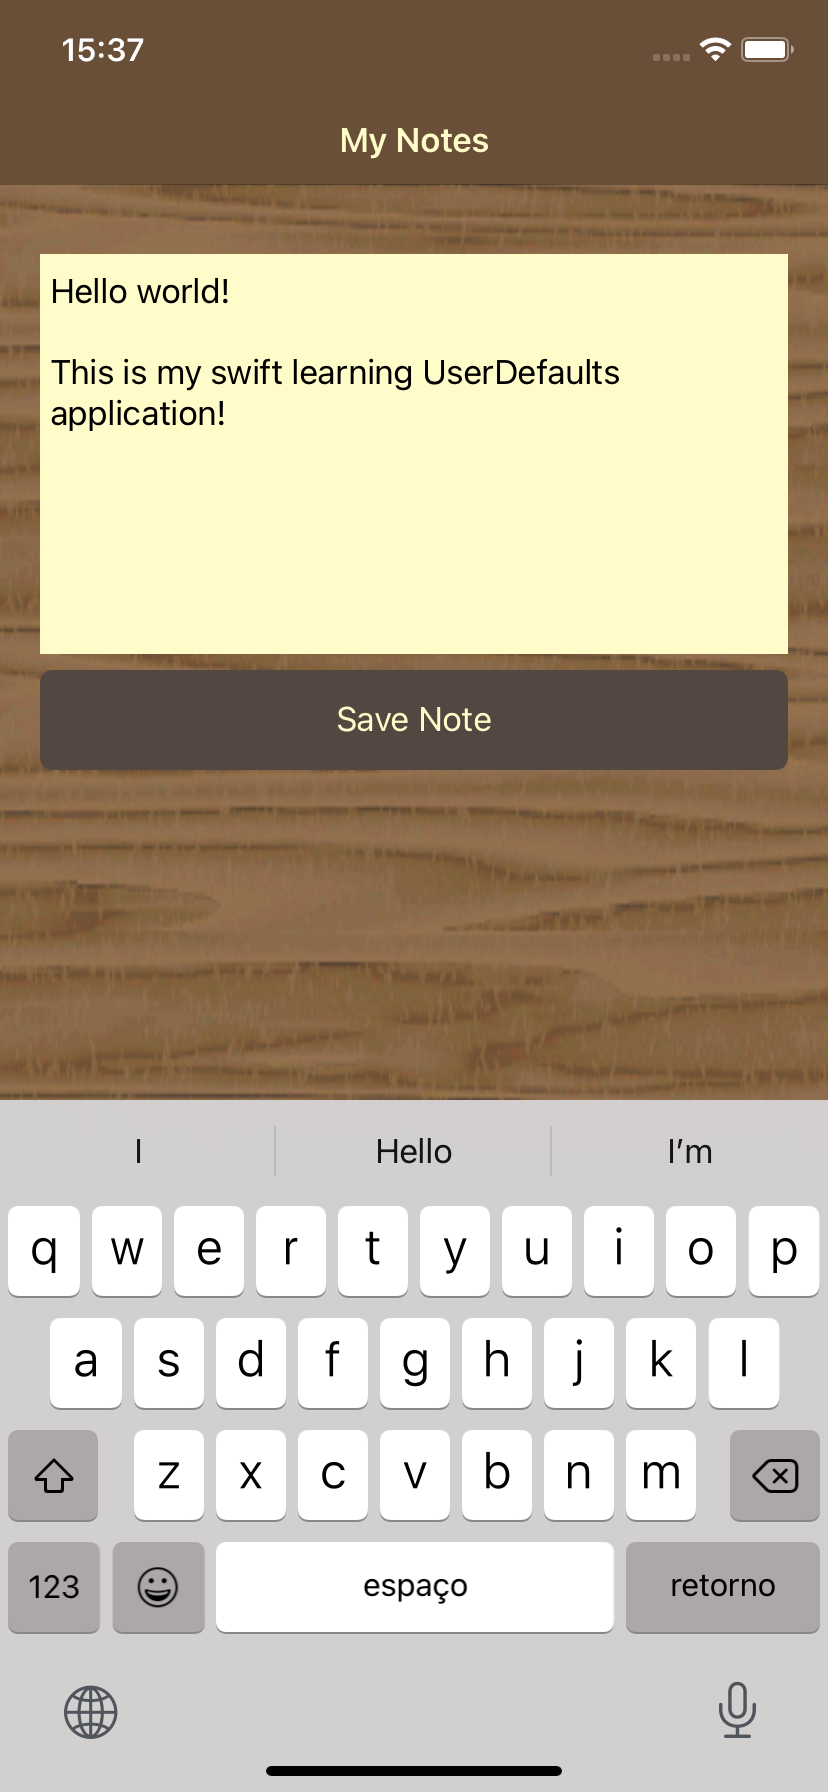 15:37
My Notes
Hello world!
This is my swift learning UserDefaults
application!
Save Note
I Hello I’m
q w e r t y u i o p
a s d f g h j k l
z x c v b n m
123 espaço retorno